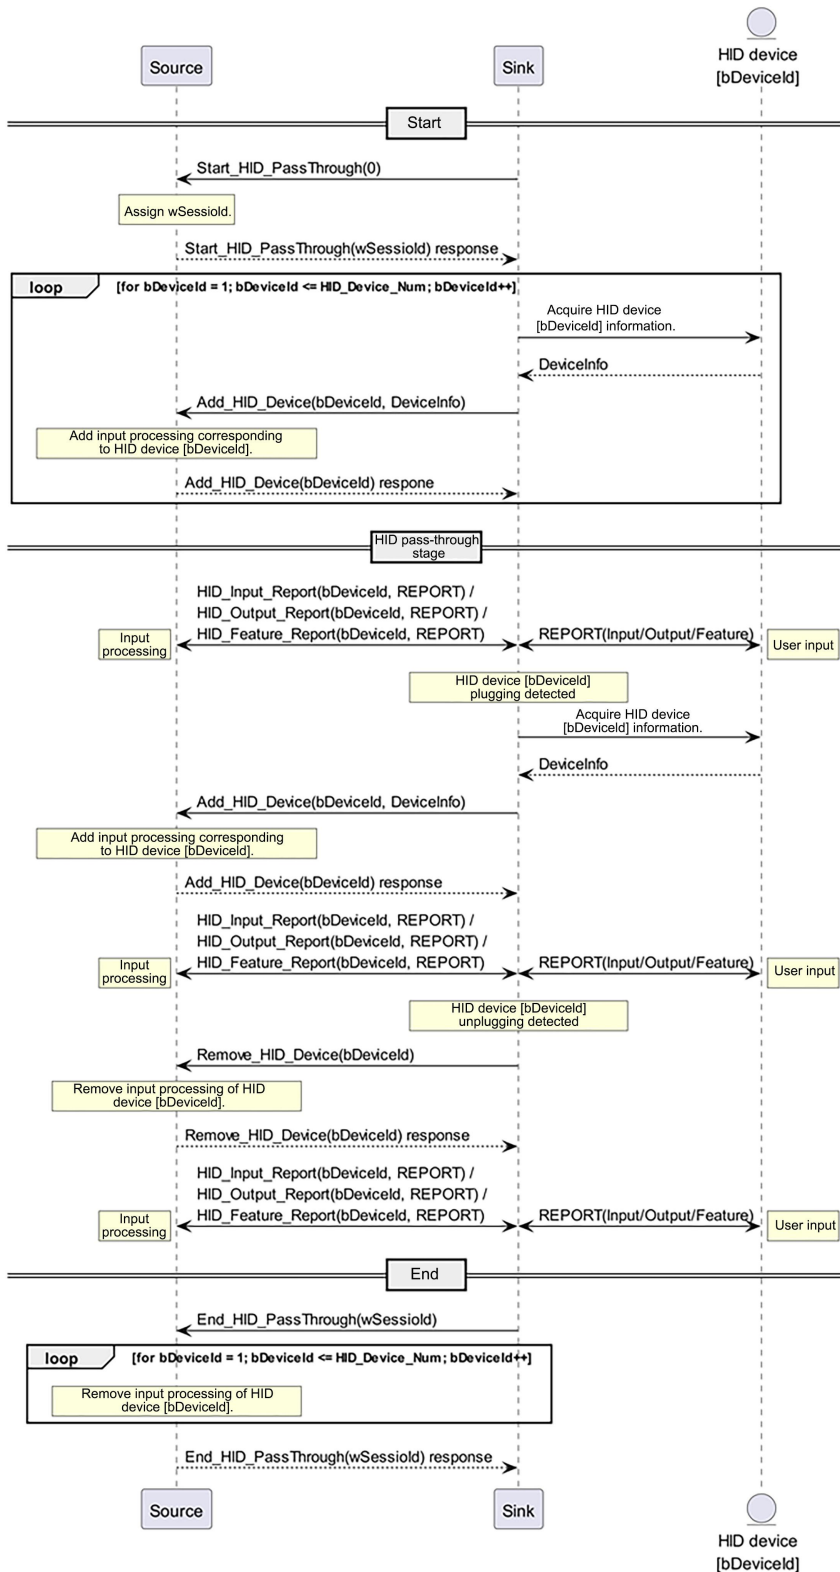 HID device
[bDeviceId]
Source
Sink
Start
Start_HID_PassThrough(0)
Assign wSessioId.
Start_HID_PassThrough(wSessioId) response
loop
[for bDeviceId = 1; bDeviceId <= HID_Device_Num; bDeviceId++]
Acquire HID device
[bDeviceId] information.
DeviceInfo
Add_HID_Device(bDeviceId, DeviceInfo)
Add input processing corresponding
to HID device [bDeviceId].
Add_HID_Device(bDeviceId) respone
HID pass-through
stage
HID_Input_Report(bDeviceId, REPORT) /
HID_Output_Report(bDeviceId, REPORT) /
HID_Feature_Report(bDeviceId, REPORT)
Input
processing
REPORT(Input/Output/Feature)
User input
HID device [bDeviceId]
plugging detected
Acquire HID device
[bDeviceId] information.
DeviceInfo
Add_HID_Device(bDeviceId, DeviceInfo)
Add input processing corresponding
to HID device [bDeviceId].
Add_HID_Device(bDeviceId) response
HID_Input_Report(bDeviceId, REPORT) /
HID_Output_Report(bDeviceId, REPORT) /
HID_Feature_Report(bDeviceId, REPORT)
Input
processing
REPORT(Input/Output/Feature)
User input
HID device [bDeviceId]
unplugging detected
Remove_HID_Device(bDeviceId)
Remove input processing of HID
device [bDeviceId].
Remove_HID_Device(bDeviceId) response
HID_Input_Report(bDeviceId, REPORT) /
HID_Output_Report(bDeviceId, REPORT) /
HID_Feature_Report(bDeviceId, REPORT)
Input
processing
REPORT(Input/Output/Feature)
User input
End
End_HID_PassThrough(wSessioId)
loop
[for bDeviceId = 1; bDeviceId <= HID_Device_Num; bDeviceId++]
Remove input processing of HID
device [bDeviceId].
End_HID_PassThrough(wSessioId) response
Source
Sink
HID device
[bDeviceId]